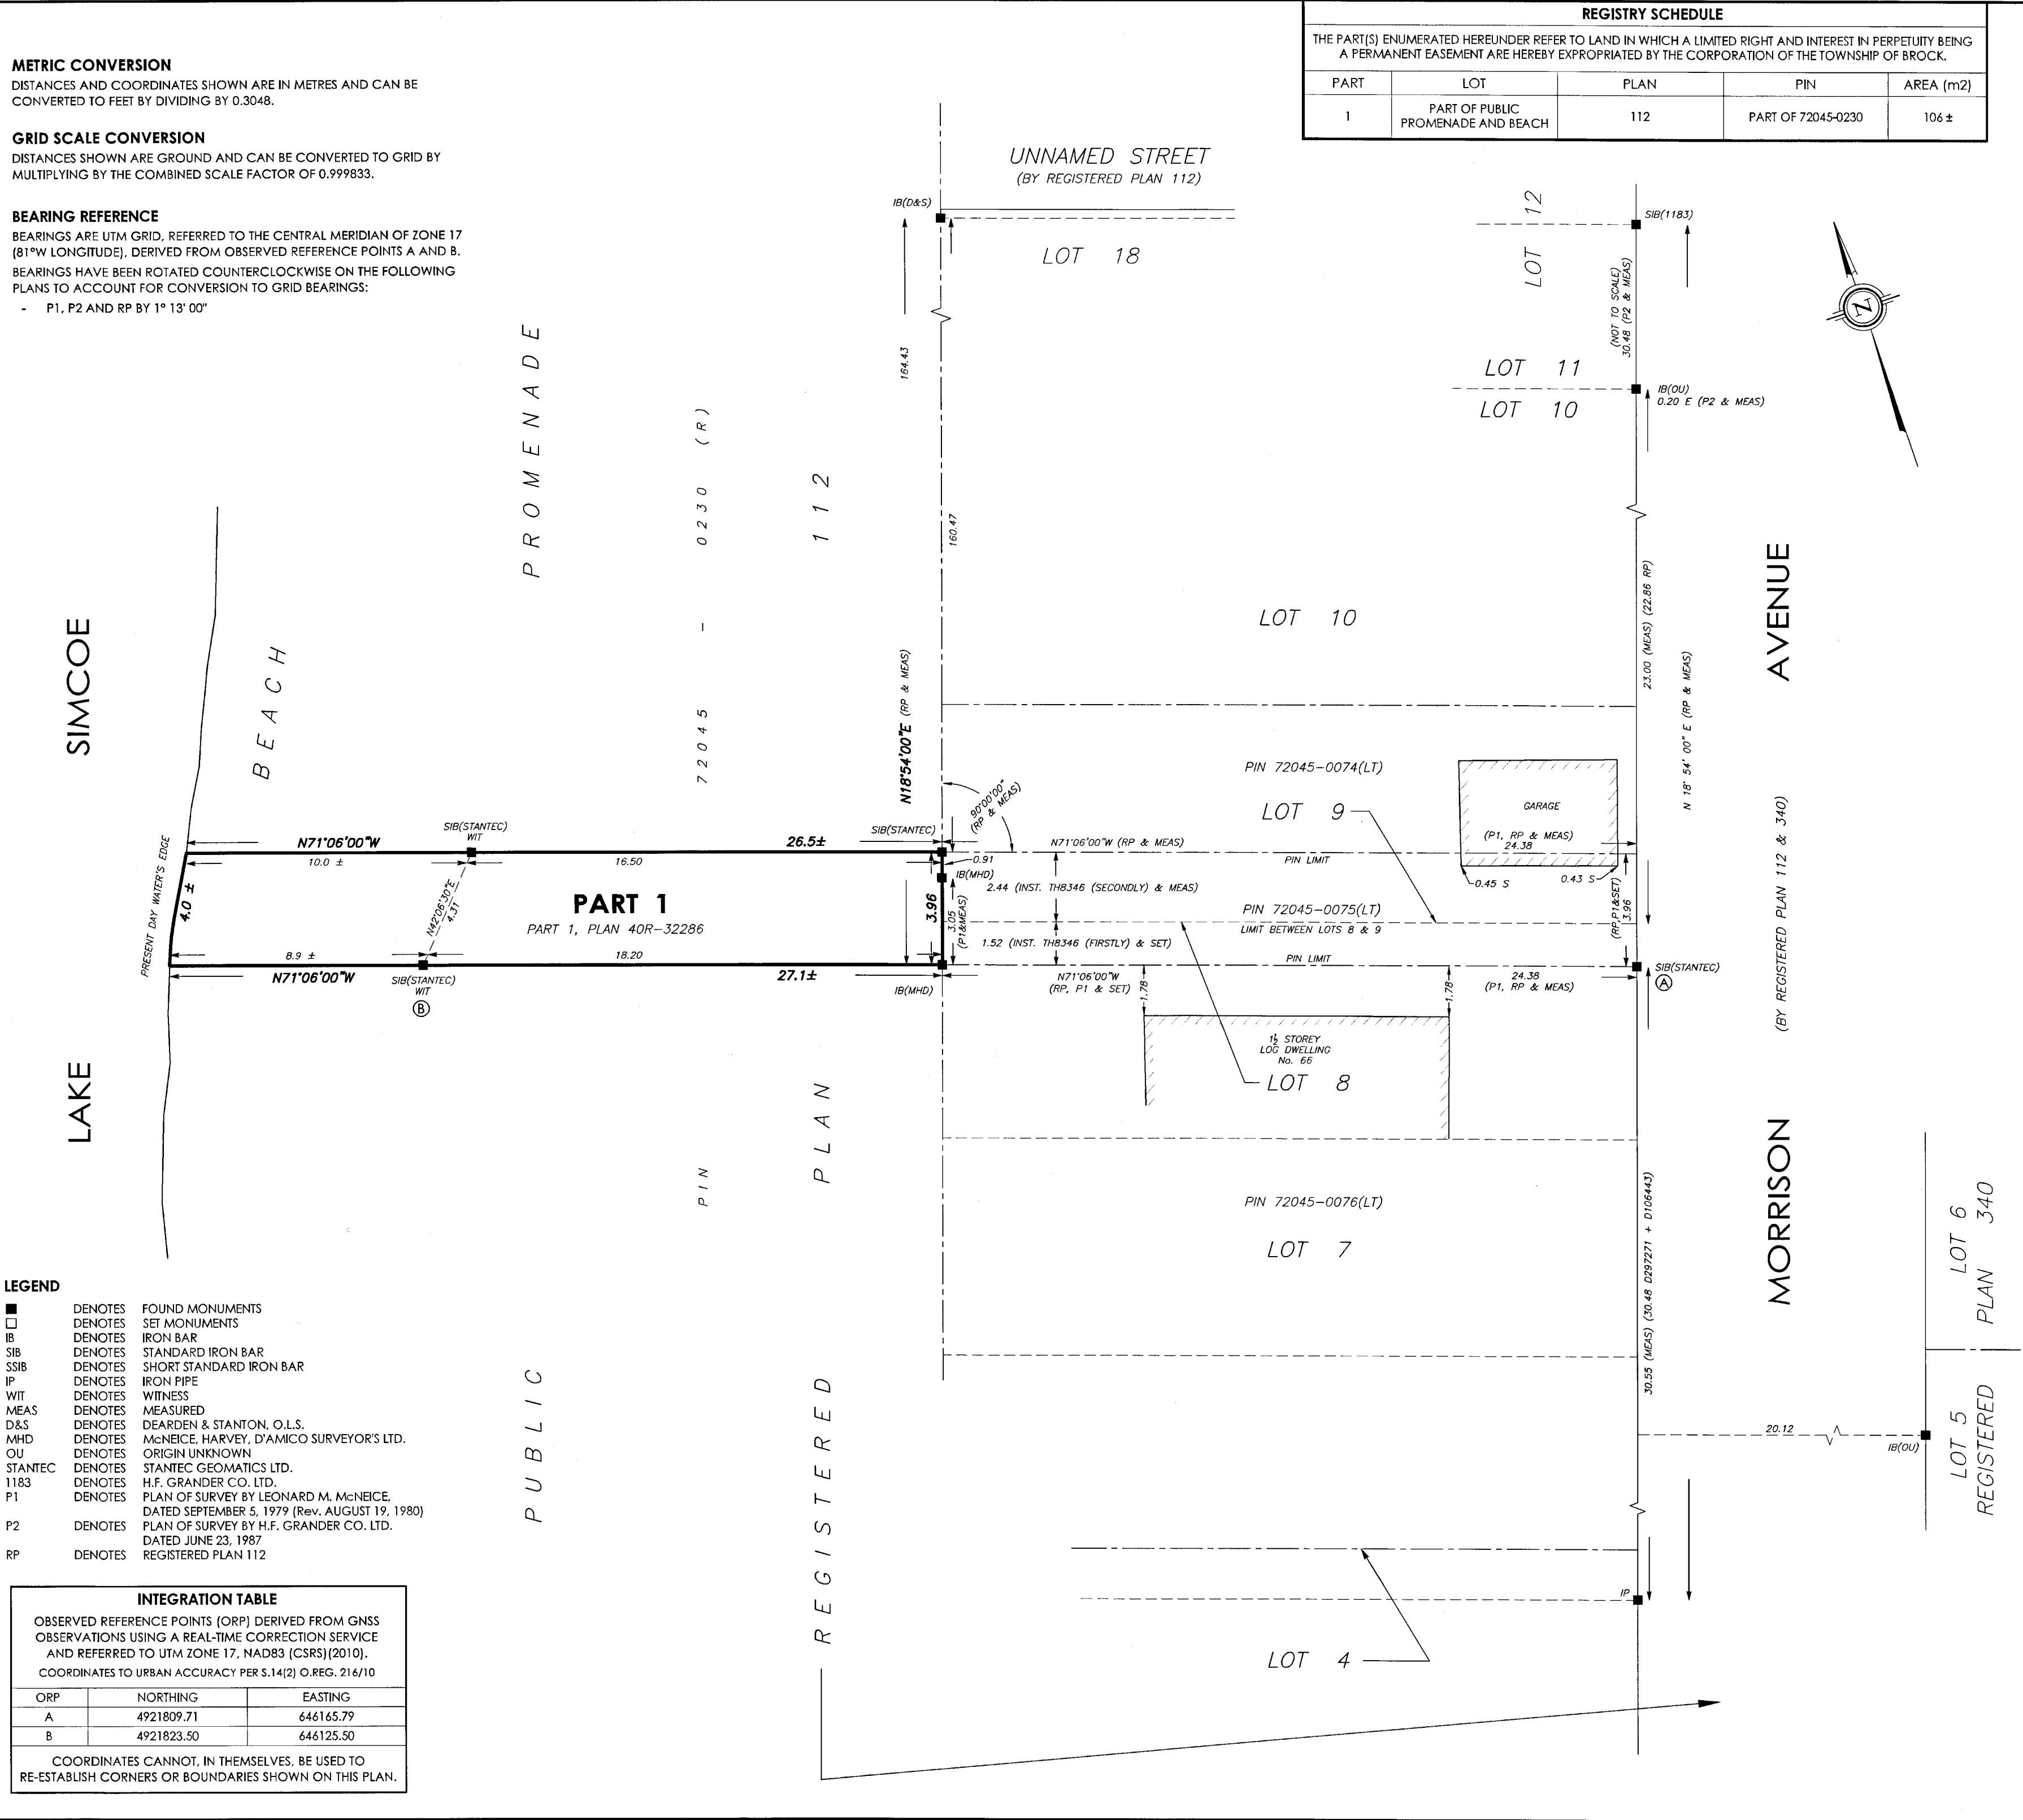 REGISTRY SCHEDULE
THE PART(S) ENUMERATED HEREUNDER REFER TO LAND IN WHICH A LIMITED RIGHT AND INTEREST IN PERPETUITY BEING
A PERMANENT EASEMENT ARE HEREBY EXPROPRIATED BY THE CORPORATION OF THE TOWNSHIP OF BROCK.
PART LOT PLAN PIN AREA (m2)
1 PART OF PUBLIC PROMENADE AND BEACH 112 PART OF 72045-0230 106 ±
METRIC CONVERSION
DISTANCES AND COORDINATES SHOWN ARE IN METRES AND CAN BE
CONVERTED TO FEET BY DIVIDING BY 0.3048.
GRID SCALE CONVERSION
DISTANCES SHOWN ARE GROUND AND CAN BE CONVERTED TO GRID BY
MULTIPLYING BY THE COMBINED SCALE FACTOR OF 0.999833.
BEARING REFERENCE
BEARINGS ARE UTM GRID, REFERRED TO THE CENTRAL MERIDIAN OF ZONE 17
(81°W LONGITUDE), DERIVED FROM OBSERVED REFERENCE POINTS A AND B.
BEARINGS HAVE BEEN ROTATED COUNTERCLOCKWISE ON THE FOLLOWING
PLANS TO ACCOUNT FOR CONVERSION TO GRID BEARINGS:
- P1, P2 AND RP BY 1° 13' 00"
UNNAMED STREET
(BY REGISTERED PLAN 112)
IB(D&S)
LOT 18
LOT 12
SIB(1183)
(NOT TO SCALE)
30.48 (P2 & MEAS)
N
LOT 11
LOT 10
IB(OU)
0.20 E (P2 & MEAS)
164.43
160.47
LOT 10
23.00 (MEAS) (22.86 RP)
N 18° 54' 00" E (RP & MEAS)
MORRISON AVENUE
(BY REGISTERED PLAN 112 & 340)
LAKE SIMCOE
BEACH
PUBLIC PROMENADE
PIN 72045 - 0230 (R)
REGISTERED PLAN 112
PRESENT DAY WATER'S EDGE
N18°54'00"E (RP & MEAS)
90°00'00"
(RP & MEAS)
PIN 72045-0074(LT)
LOT 9
GARAGE
(P1, RP & MEAS)
24.38
0.45 S
0.43 S
N71°06'00"W
SIB(STANTEC)
WIT
26.5±
SIB(STANTEC)
N71°06'00"W (RP & MEAS)
PIN LIMIT
10.0 ±
16.50
0.91
IB(MHD)
2.44 (INST. TH8346 (SECONDLY) & MEAS)
4.0 ±
N42°06'30"E
4.31
PART 1
PART 1, PLAN 40R-32286
3.96
3.05
(P1&MEAS)
PIN 72045-0075(LT)
LIMIT BETWEEN LOTS 8 & 9
(RP,P1&SET)
3.96
1.52 (INST. TH8346 (FIRSTLY) & SET)
8.9 ±
18.20
PIN LIMIT
N71°06'00"W
SIB(STANTEC)
WIT
B
27.1±
IB(MHD)
N71°06'00"W
(RP, P1 & SET)
1.78
1.78
24.38
(P1, RP & MEAS)
SIB(STANTEC)
A
1½ STOREY
LOG DWELLING
No. 66
LOT 8
PIN 72045-0076(LT)
LOT 7
30.55 (MEAS) (30.48 D297271 + D106443)
20.12
IB(OU)
LOT 6
LOT 5
REGISTERED PLAN 340
IP
LOT 4
LEGEND
■ DENOTES FOUND MONUMENTS
□ DENOTES SET MONUMENTS
IB DENOTES IRON BAR
SIB DENOTES STANDARD IRON BAR
SSIB DENOTES SHORT STANDARD IRON BAR
IP DENOTES IRON PIPE
WIT DENOTES WITNESS
MEAS DENOTES MEASURED
D&S DENOTES DEARDEN & STANTON, O.L.S.
MHD DENOTES McNEICE, HARVEY, D'AMICO SURVEYOR'S LTD.
OU DENOTES ORIGIN UNKNOWN
STANTEC DENOTES STANTEC GEOMATICS LTD.
1183 DENOTES H.F. GRANDER CO. LTD.
P1 DENOTES PLAN OF SURVEY BY LEONARD M. McNEICE,
DATED SEPTEMBER 5, 1979 (Rev. AUGUST 19, 1980)
P2 DENOTES PLAN OF SURVEY BY H.F. GRANDER CO. LTD.
DATED JUNE 23, 1987
RP DENOTES REGISTERED PLAN 112
INTEGRATION TABLE
OBSERVED REFERENCE POINTS (ORP) DERIVED FROM GNSS
OBSERVATIONS USING A REAL-TIME CORRECTION SERVICE
AND REFERRED TO UTM ZONE 17, NAD83 (CSRS)(2010).
COORDINATES TO URBAN ACCURACY PER S.14(2) O.REG. 216/10
ORP NORTHING EASTING
A 4921809.71 646165.79
B 4921823.50 646125.50
COORDINATES CANNOT, IN THEMSELVES, BE USED TO
RE-ESTABLISH CORNERS OR BOUNDARIES SHOWN ON THIS PLAN.